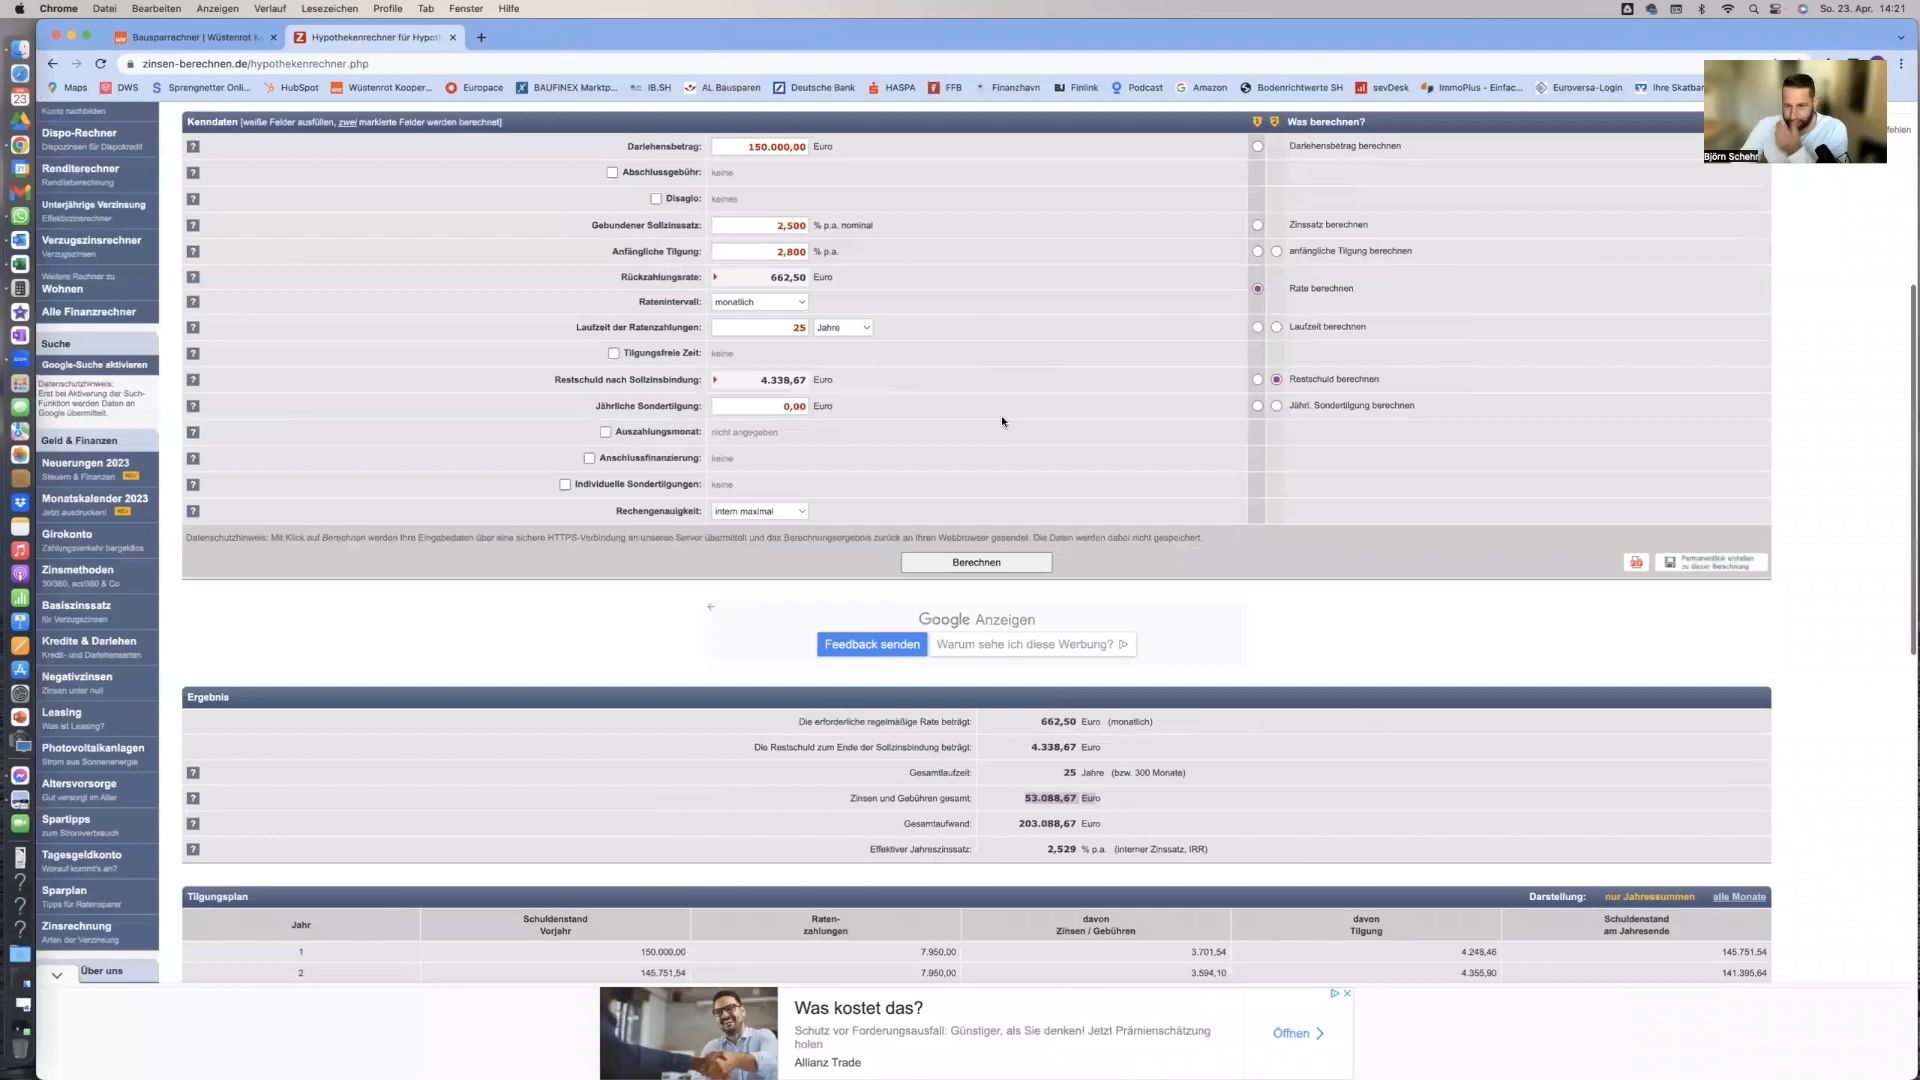 Chrome Datei Bearbeiten Anzeigen Verlauf Lesezeichen Profile Tab Fenster Hilfe So. 23. Apr. 14:21
Bausparrechner | Wüstenrot
Hypothekenrechner für Hypot
zinsen-berechnen.de/hypothekenrechner.php
Maps DWS Sprengnetter Onli... HubSpot Wüstenrot Kooper... Europace BAUFINEX Marktp... IB.SH AL Bausparen Deutsche Bank HASPA FFB Finanzhavn Finlink Podcast Amazon Bodenrichtwerte SH sevDesk ImmoPlus - Einfac... Euroversa-Login Ihre Skatbar
Björn Schehr
Konto nachbilden
Dispo-Rechner
Dispozinsen für Dispokredit
Renditerechner
Renditeberechnung
Unterjährige Verzinsung
Effektivzinsrechner
Verzugszinsrechner
Verzugszinsen
Weitere Rechner zu
Wohnen
Alle Finanzrechner
Suche
Google-Suche aktivieren
Datenschutzhinweis:
Erst bei Aktivierung der Such-
Funktion werden Daten an
Google übermittelt.
Geld & Finanzen
Neuerungen 2023
Steuern & Finanzen NEU
Monatskalender 2023
Jetzt ausdrucken! NEU
Girokonto
Zahlungsverkehr bargeldlos
Zinsmethoden
30/360, act/360 & Co
Basiszinssatz
für Verzugszinsen
Kredite & Darlehen
Kredit- und Darlehensarten
Negativzinsen
Zinsen unter null
Leasing
Was ist Leasing?
Photovoltaikanlagen
Strom aus Sonnenenergie
Altersvorsorge
Gut versorgt im Alter
Spartipps
zum Stromverbrauch
Tagesgeldkonto
Worauf kommt's an?
Sparplan
Tipps für Ratensparer
Zinsrechnung
Arten der Verzinsung
Über uns
Kenndaten [weiße Felder ausfüllen, zwei markierte Felder werden berechnet] Was berechnen?
Darlehensbetrag: 150.000,00 Euro Darlehensbetrag berechnen
Abschlussgebühr: keine
Disagio: keines
Gebundener Sollzinssatz: 2,500 % p.a. nominal Zinssatz berechnen
Anfängliche Tilgung: 2,800 % p.a. anfängliche Tilgung berechnen
Rückzahlungsrate: 662,50 Euro
Rate berechnen
Ratenintervall: monatlich
Laufzeit der Ratenzahlungen: 25 Jahre Laufzeit berechnen
Tilgungsfreie Zeit: keine
Restschuld nach Sollzinsbindung: 4.338,67 Euro Restschuld berechnen
Jährliche Sondertilgung: 0,00 Euro Jährl. Sondertilgung berechnen
Auszahlungsmonat: nicht angegeben
Anschlussfinanzierung: keine
Individuelle Sondertilgungen: keine
Rechengenauigkeit: intern maximal
Datenschutzhinweis: Mit Klick auf Berechnen werden Ihre Eingabedaten über eine sichere HTTPS-Verbindung an unseren Server übermittelt und das Berechnungsergebnis zurück an Ihren Webbrowser gesendet. Die Daten werden dabei nicht gespeichert.
Berechnen
Permanentlink erstellen
zu dieser Berechnung
Google Anzeigen
Feedback senden Warum sehe ich diese Werbung?
Ergebnis
Die erforderliche regelmäßige Rate beträgt: 662,50 Euro (monatlich)
Die Restschuld zum Ende der Sollzinsbindung beträgt: 4.338,67 Euro
Gesamtlaufzeit: 25 Jahre (bzw. 300 Monate)
Zinsen und Gebühren gesamt: 53.088,67 Euro
Gesamtaufwand: 203.088,67 Euro
Effektiver Jahreszinssatz: 2,529 % p.a. (interner Zinssatz, IRR)
Tilgungsplan Darstellung: nur Jahressummen alle Monate
Jahr Schuldenstand Vorjahr Raten-zahlungen davon Zinsen / Gebühren davon Tilgung Schuldenstand am Jahresende
1 150.000,00 7.950,00 3.701,54 4.248,46 145.751,54
2 145.751,54 7.950,00 3.594,10 4.355,90 141.395,64
Was kostet das?
Schutz vor Forderungsausfall: Günstiger, als Sie denken! Jetzt Prämienschätzung
holen
Allianz Trade
Öffnen